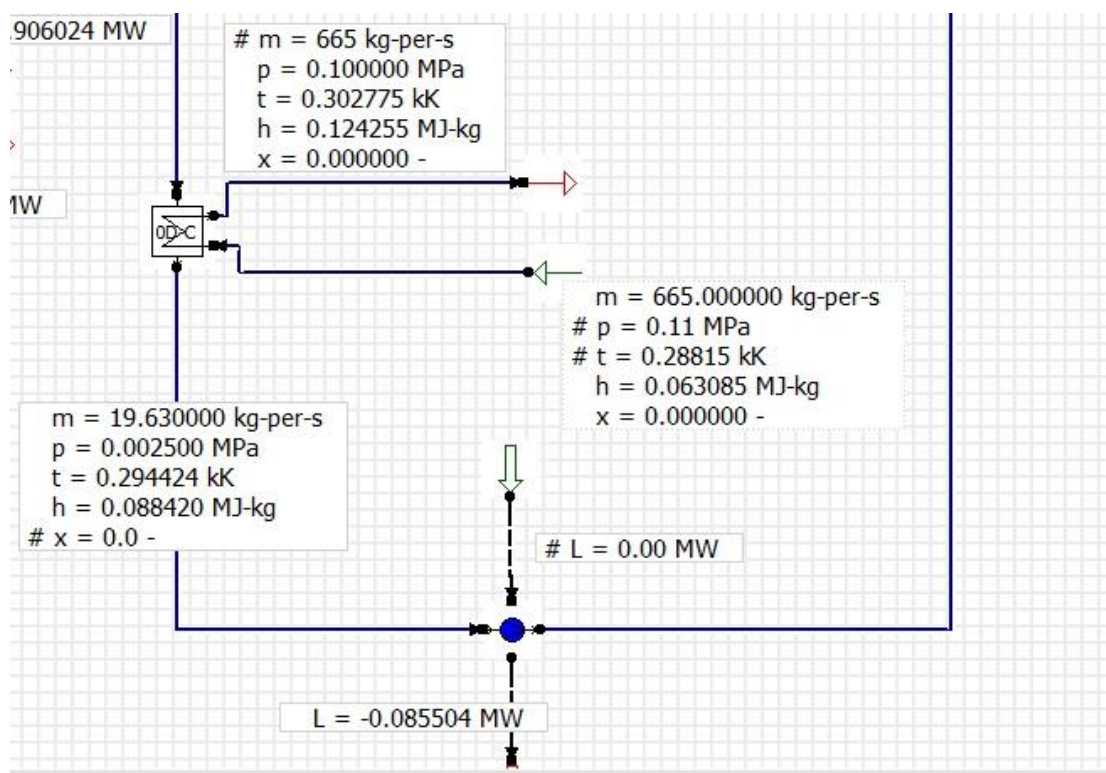 .906024 MW
# m = 665 kg-per-s
p = 0.100000 MPa
t = 0.302775 kK
h = 0.124255 MJ-kg
x = 0.000000 -
MW
0D>C
m = 665.000000 kg-per-s
# p = 0.11 MPa
# t = 0.28815 kK
h = 0.063085 MJ-kg
x = 0.000000 -
m = 19.630000 kg-per-s
p = 0.002500 MPa
t = 0.294424 kK
h = 0.088420 MJ-kg
# x = 0.0 -
# L = 0.00 MW
L = -0.085504 MW